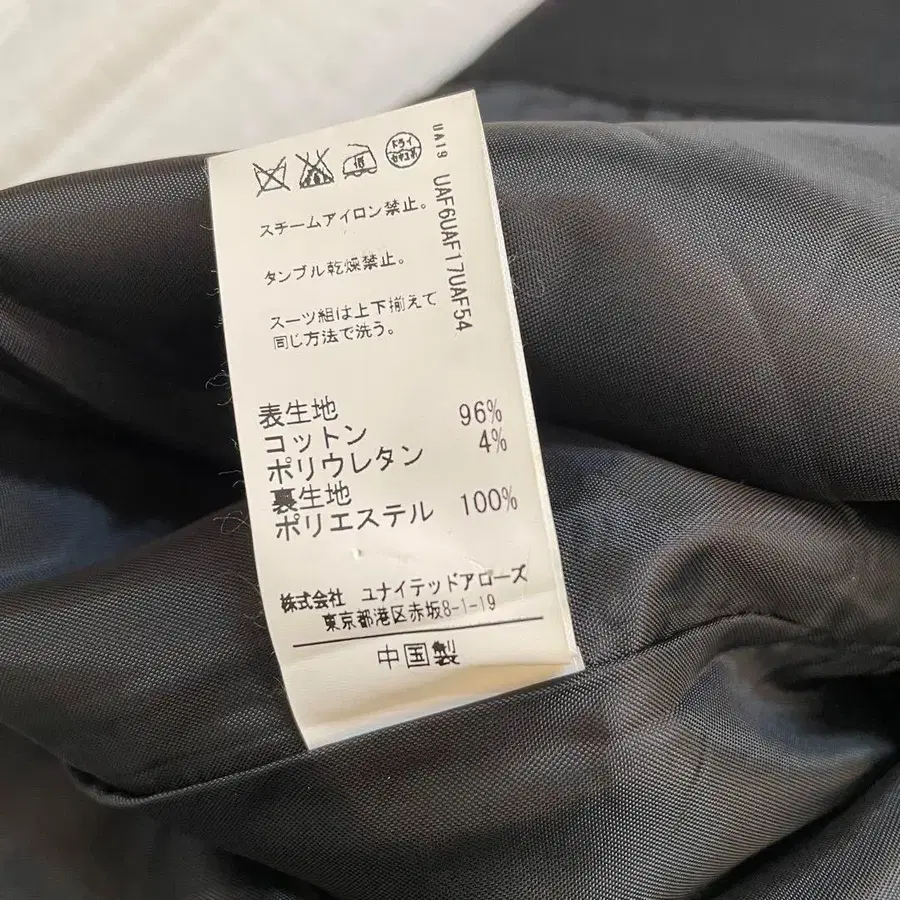 ドライ
セキユ系
UA19 UAF6UAF17UAF54
スチームアイロン禁止。
タンブル乾燥禁止。
スーツ組は上下揃えて
同じ方法で洗う。
表生地
コットン 96%
ポリウレタン 4%
裏生地
ポリエステル 100%
株式会社 ユナイテッドアローズ
東京都港区赤坂8-1-19
中国製